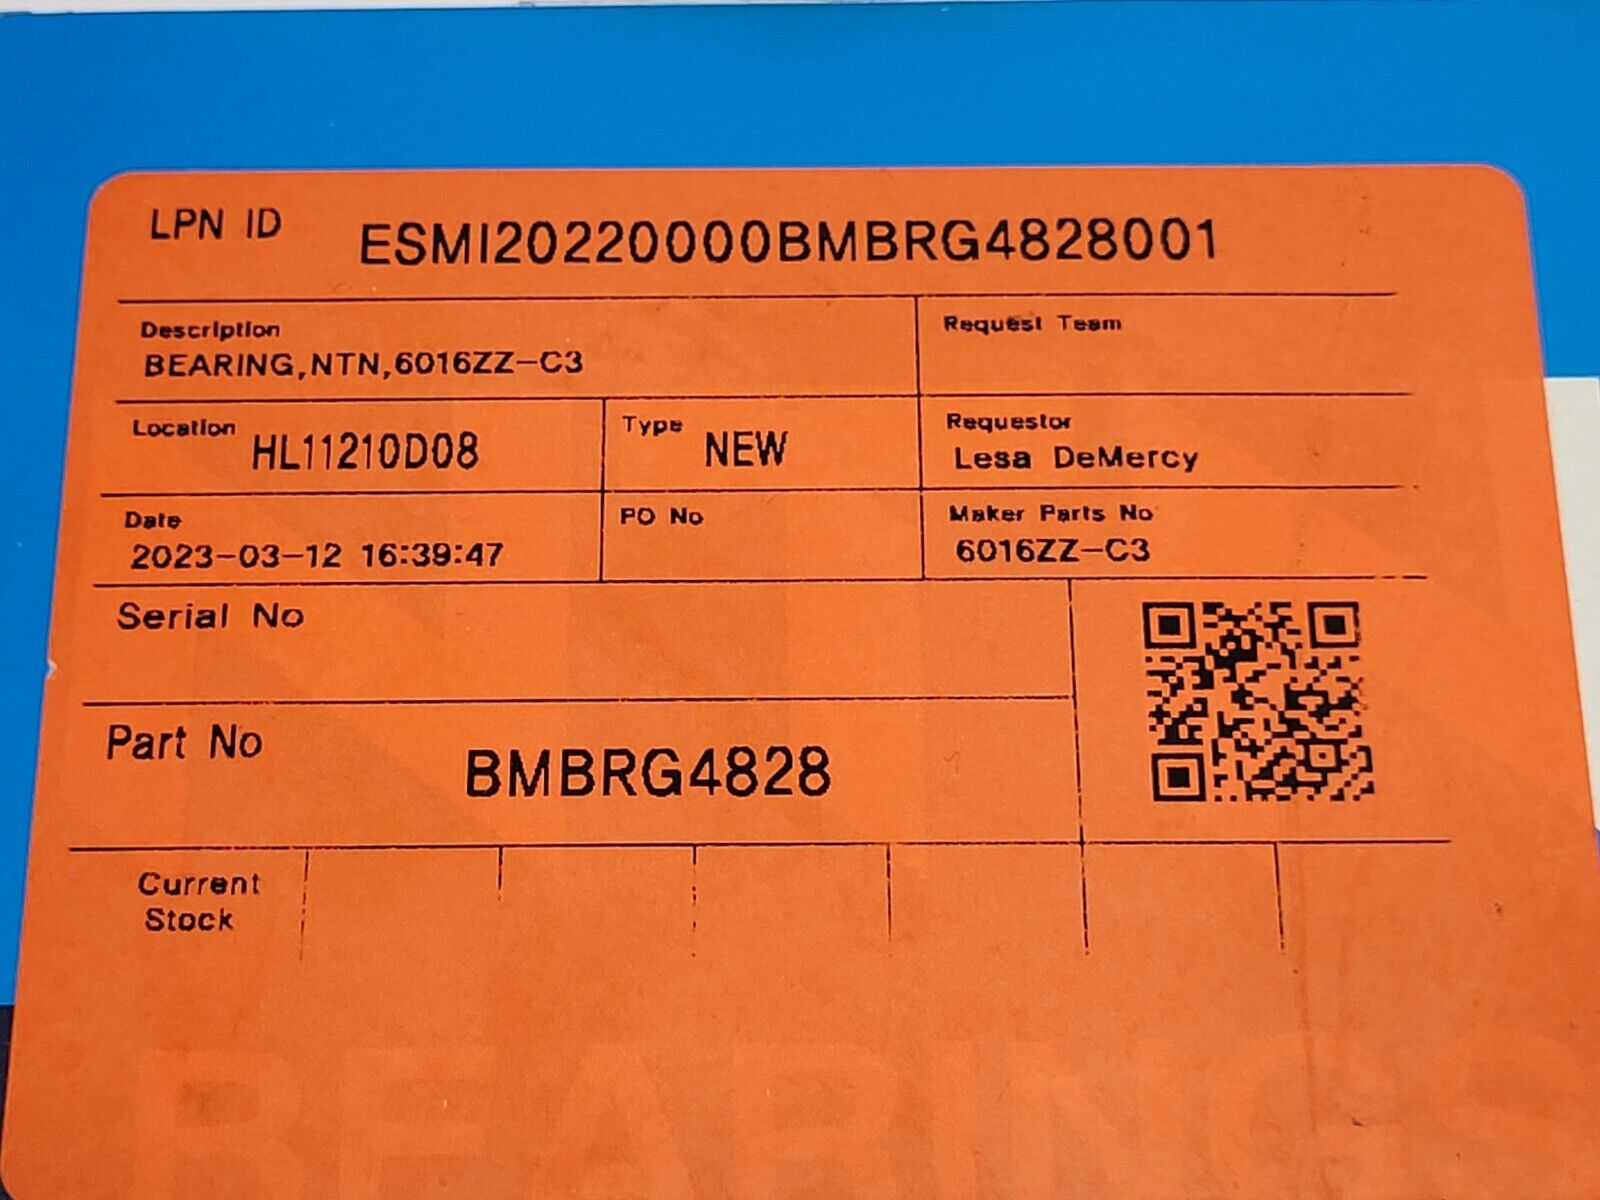 LPN ID ESMI20220000BMBRG4828001
Description
BEARING,NTN,6016ZZ-C3
Request Team
Location HL11210D08
Type NEW
Requestor
Lesa DeMercy
Date
2023-03-12 16:39:47
PO No
Maker Parts No
6016ZZ-C3
Serial No
Part No BMBRG4828
Current
Stock
BEARINGS